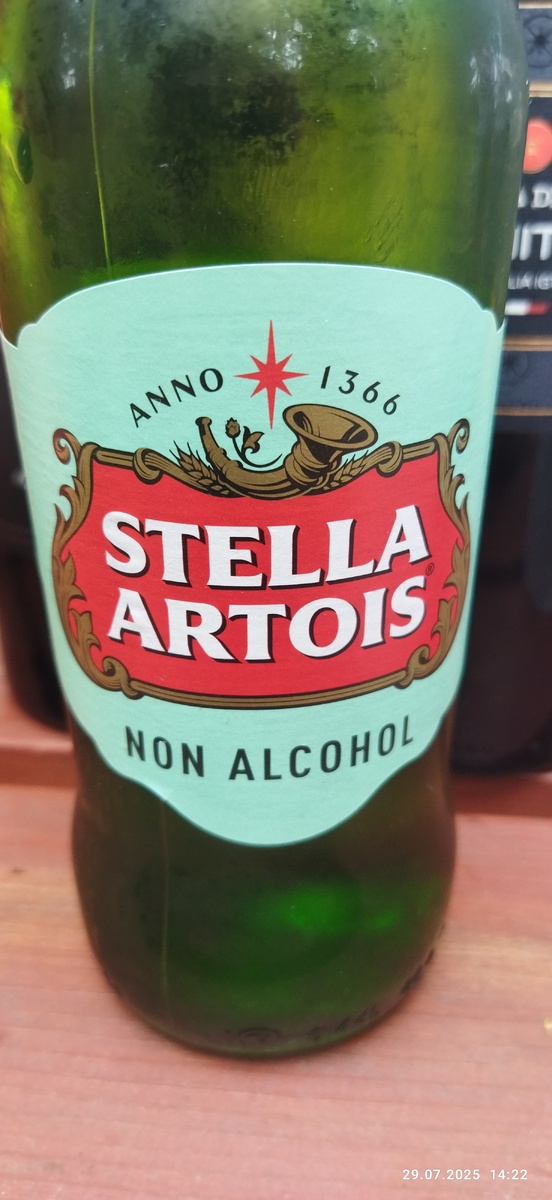 ANNO 1366
STELLA
ARTOIS®
NON ALCOHOL
29.07.2025 14:22